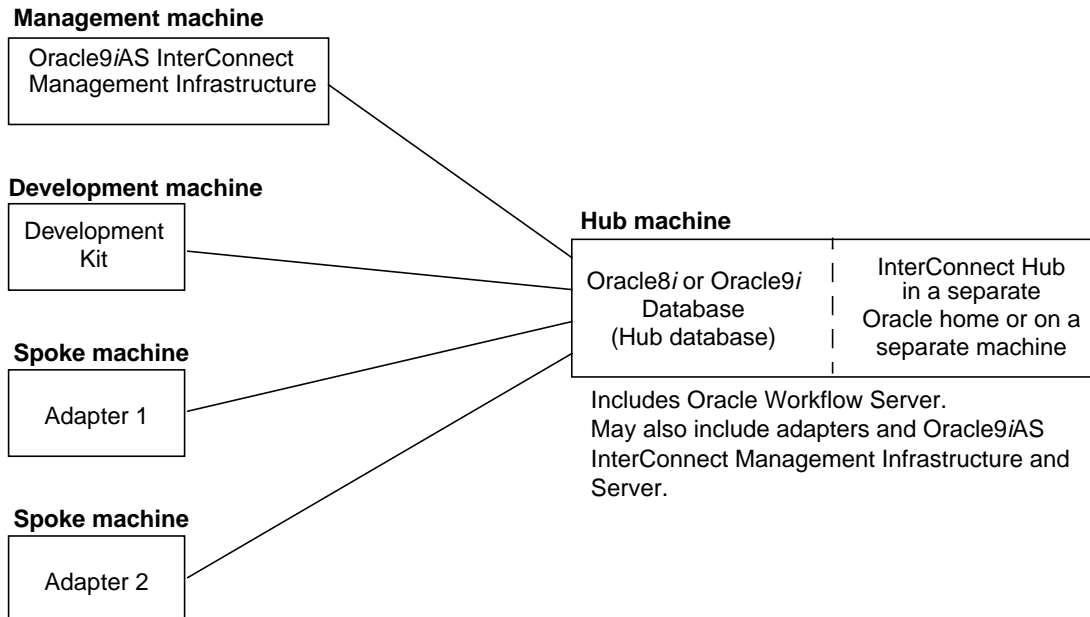 Management machine
Oracle9iAS InterConnect
Management Infrastructure
Development machine
Development
Kit
Spoke machine
Adapter 1
Spoke machine
Adapter 2
Hub machine
Oracle8i or Oracle9i
Database
(Hub database)
InterConnect Hub
in a separate
Oracle home or on a
separate machine
Includes Oracle Workflow Server.
May also include adapters and Oracle9iAS
InterConnect Management Infrastructure and
Server.